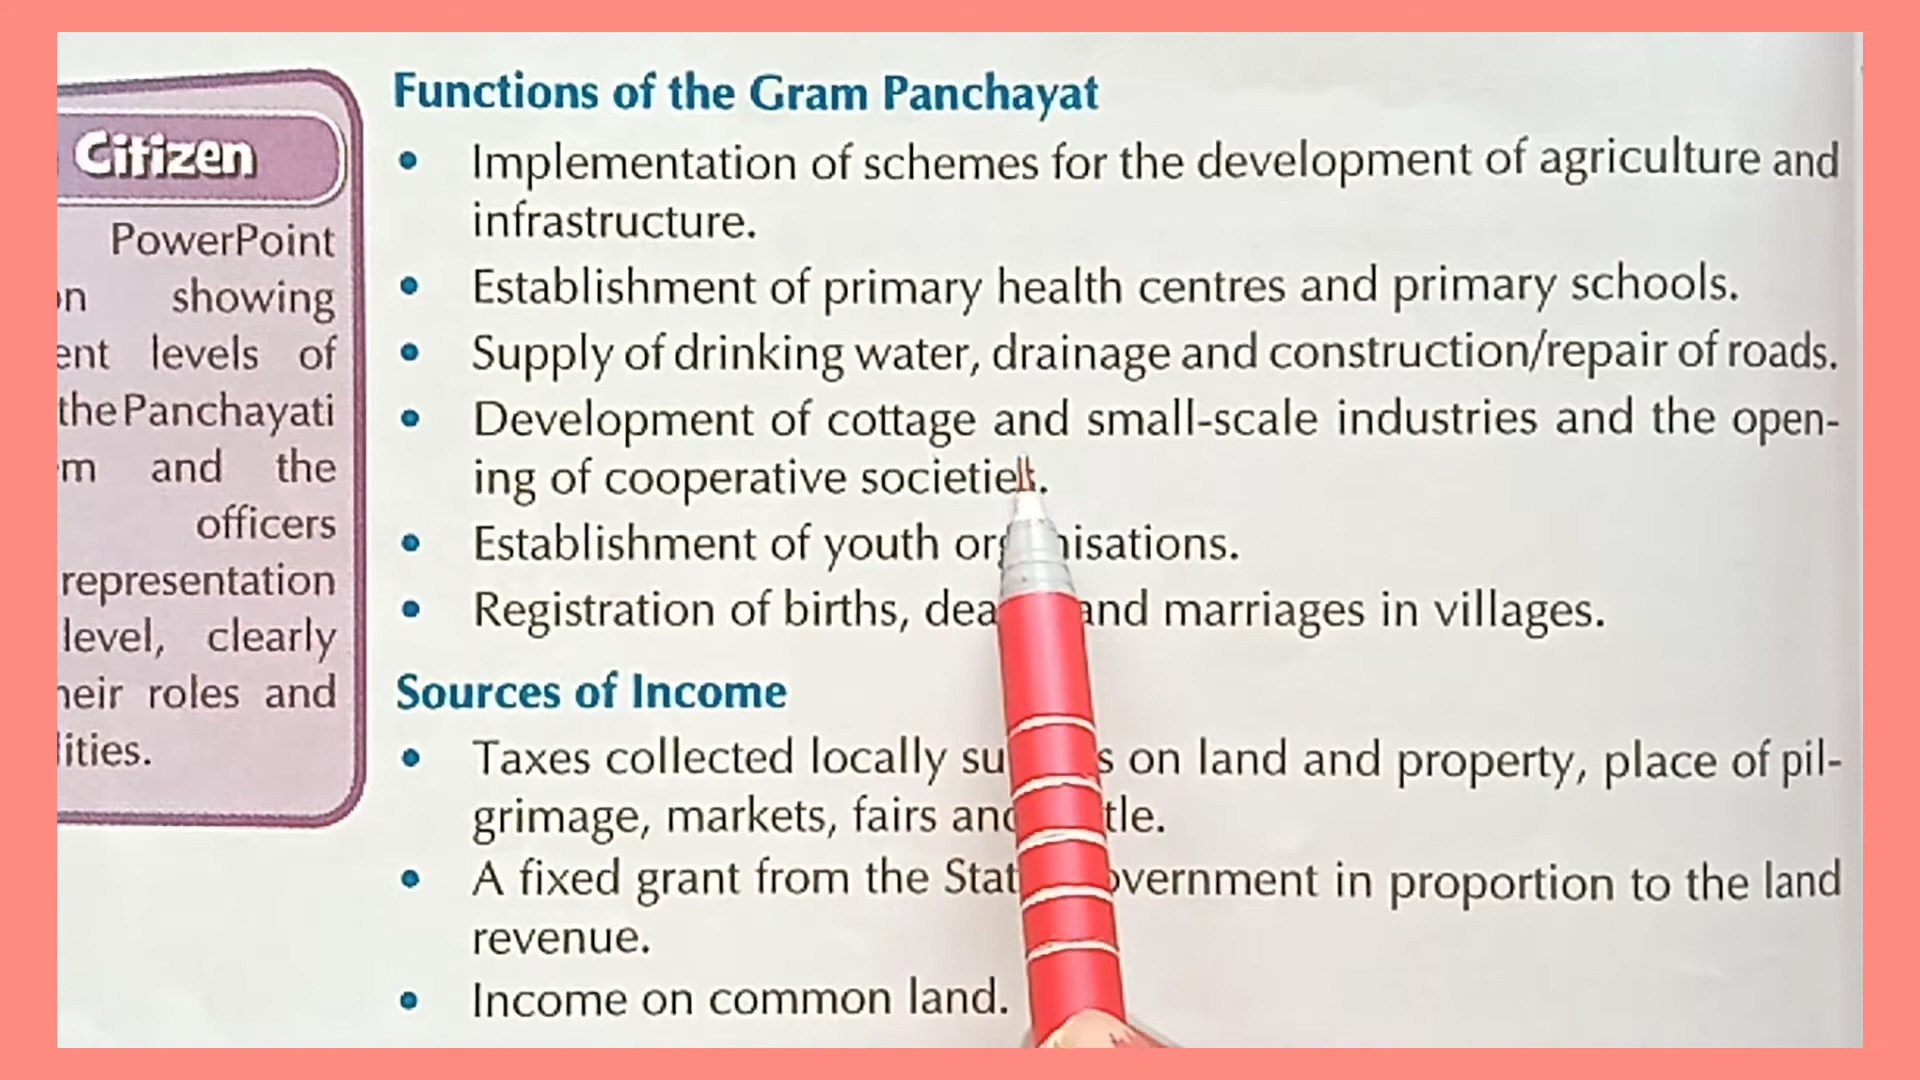 Citizen
PowerPoint
showing
levels of
the Panchayati
and the
officers
representation
level, clearly
roles and
Functions of the Gram Panchayat
• Implementation of schemes for the development of agriculture and
infrastructure.
• Establishment of primary health centres and primary schools.
• Supply of drinking water, drainage and construction/repair of roads.
• Development of cottage and small-scale industries and the open-
ing of cooperative societies.
• Establishment of youth organisations.
• Registration of births, and marriages in villages.
Sources of Income
• Taxes collected locally on land and property, place of pil-
grimage, markets, fairs and
• A fixed grant from the State Government in proportion to the land
revenue.
• Income on common land.